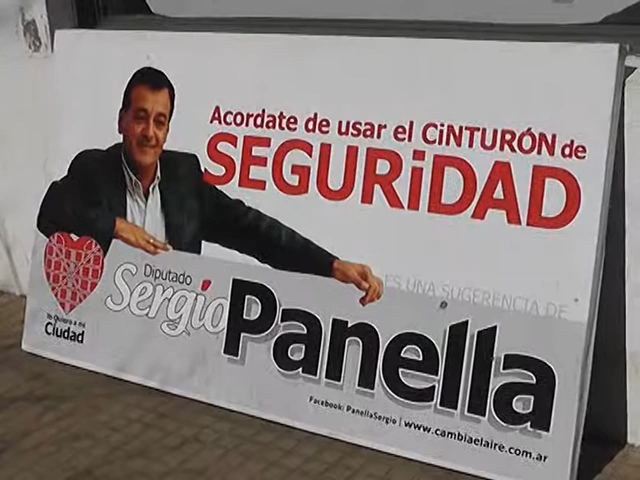 Acordate de usar el CiNTURÓN de
SEGURiDAD
ES UNA SUGERENCIA DE
Diputado
Sergio Panella
Yo Quiero a mi
Ciudad
Facebook: PanellaSergio | www.cambiaelaire.com.ar